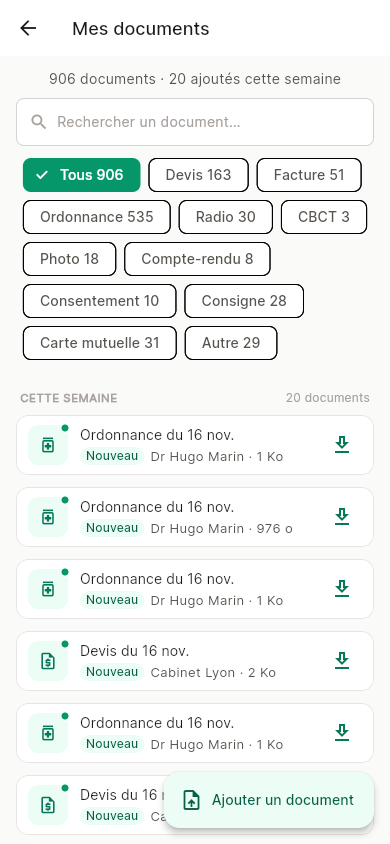 Mes documents
906 documents · 20 ajoutés cette semaine
Rechercher un document...
Tous 906
Devis 163
Facture 51
Ordonnance 535
Radio 30
CBCT 3
Photo 18
Compte-rendu 8
Consentement 10
Consigne 28
Carte mutuelle 31
Autre 29
CETTE SEMAINE
20 documents
Ordonnance du 16 nov.
Nouveau Dr Hugo Marin · 1 Ko
Ordonnance du 16 nov.
Nouveau Dr Hugo Marin · 976 o
Ordonnance du 16 nov.
Nouveau Dr Hugo Marin · 1 Ko
Devis du 16 nov.
Nouveau Cabinet Lyon · 2 Ko
Ordonnance du 16 nov.
Nouveau Dr Hugo Marin · 1 Ko
Devis du 16
Nouveau
Ajouter un document